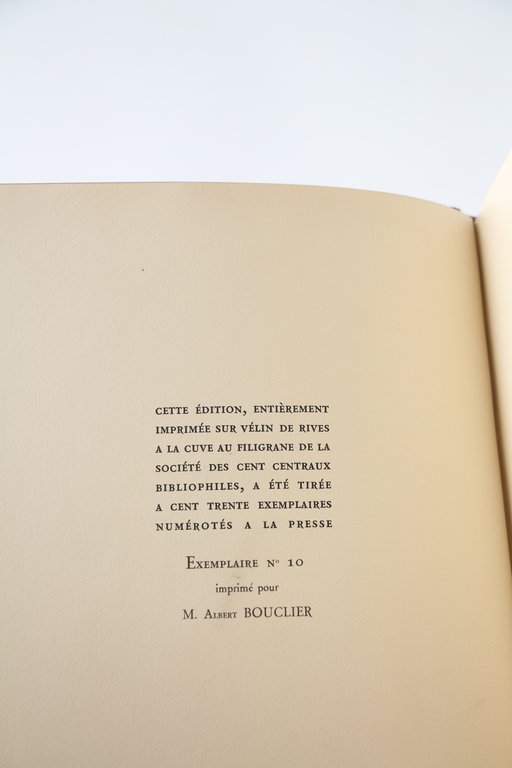 CETTE ÉDITION, ENTIÈREMENT
IMPRIMÉE SUR VÉLIN DE RIVES
A LA CUVE AU FILIGRANE DE LA
SOCIÉTÉ DES CENT CENTRAUX
BIBLIOPHILES, A ÉTÉ TIRÉE
A CENT TRENTE EXEMPLAIRES
NUMÉROTÉS A LA PRESSE
EXEMPLAIRE Nº 10
imprimé pour
M. ALBERT BOUCLIER